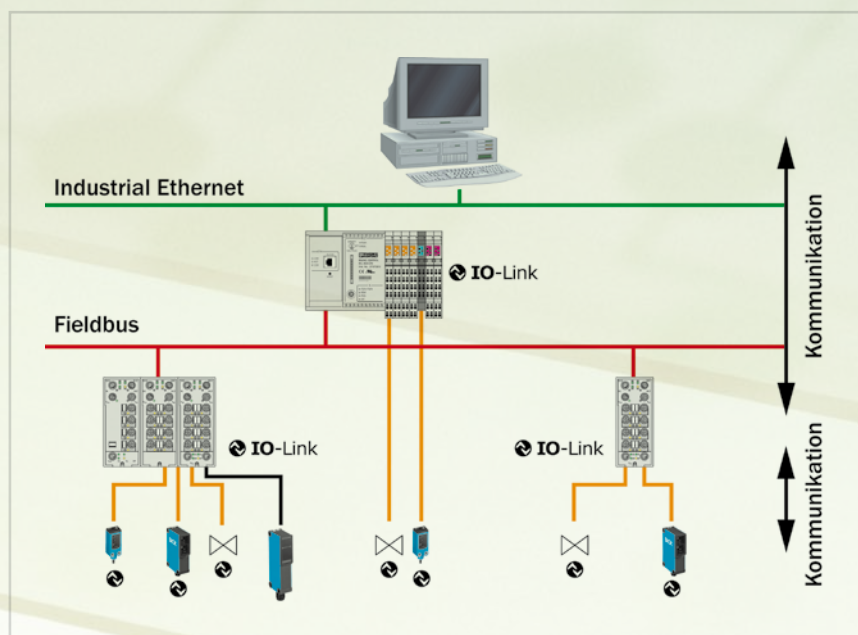 Industrial Ethernet
IO-Link
Fieldbus
Kommunikation
IO-Link
IO-Link
Kommunikation